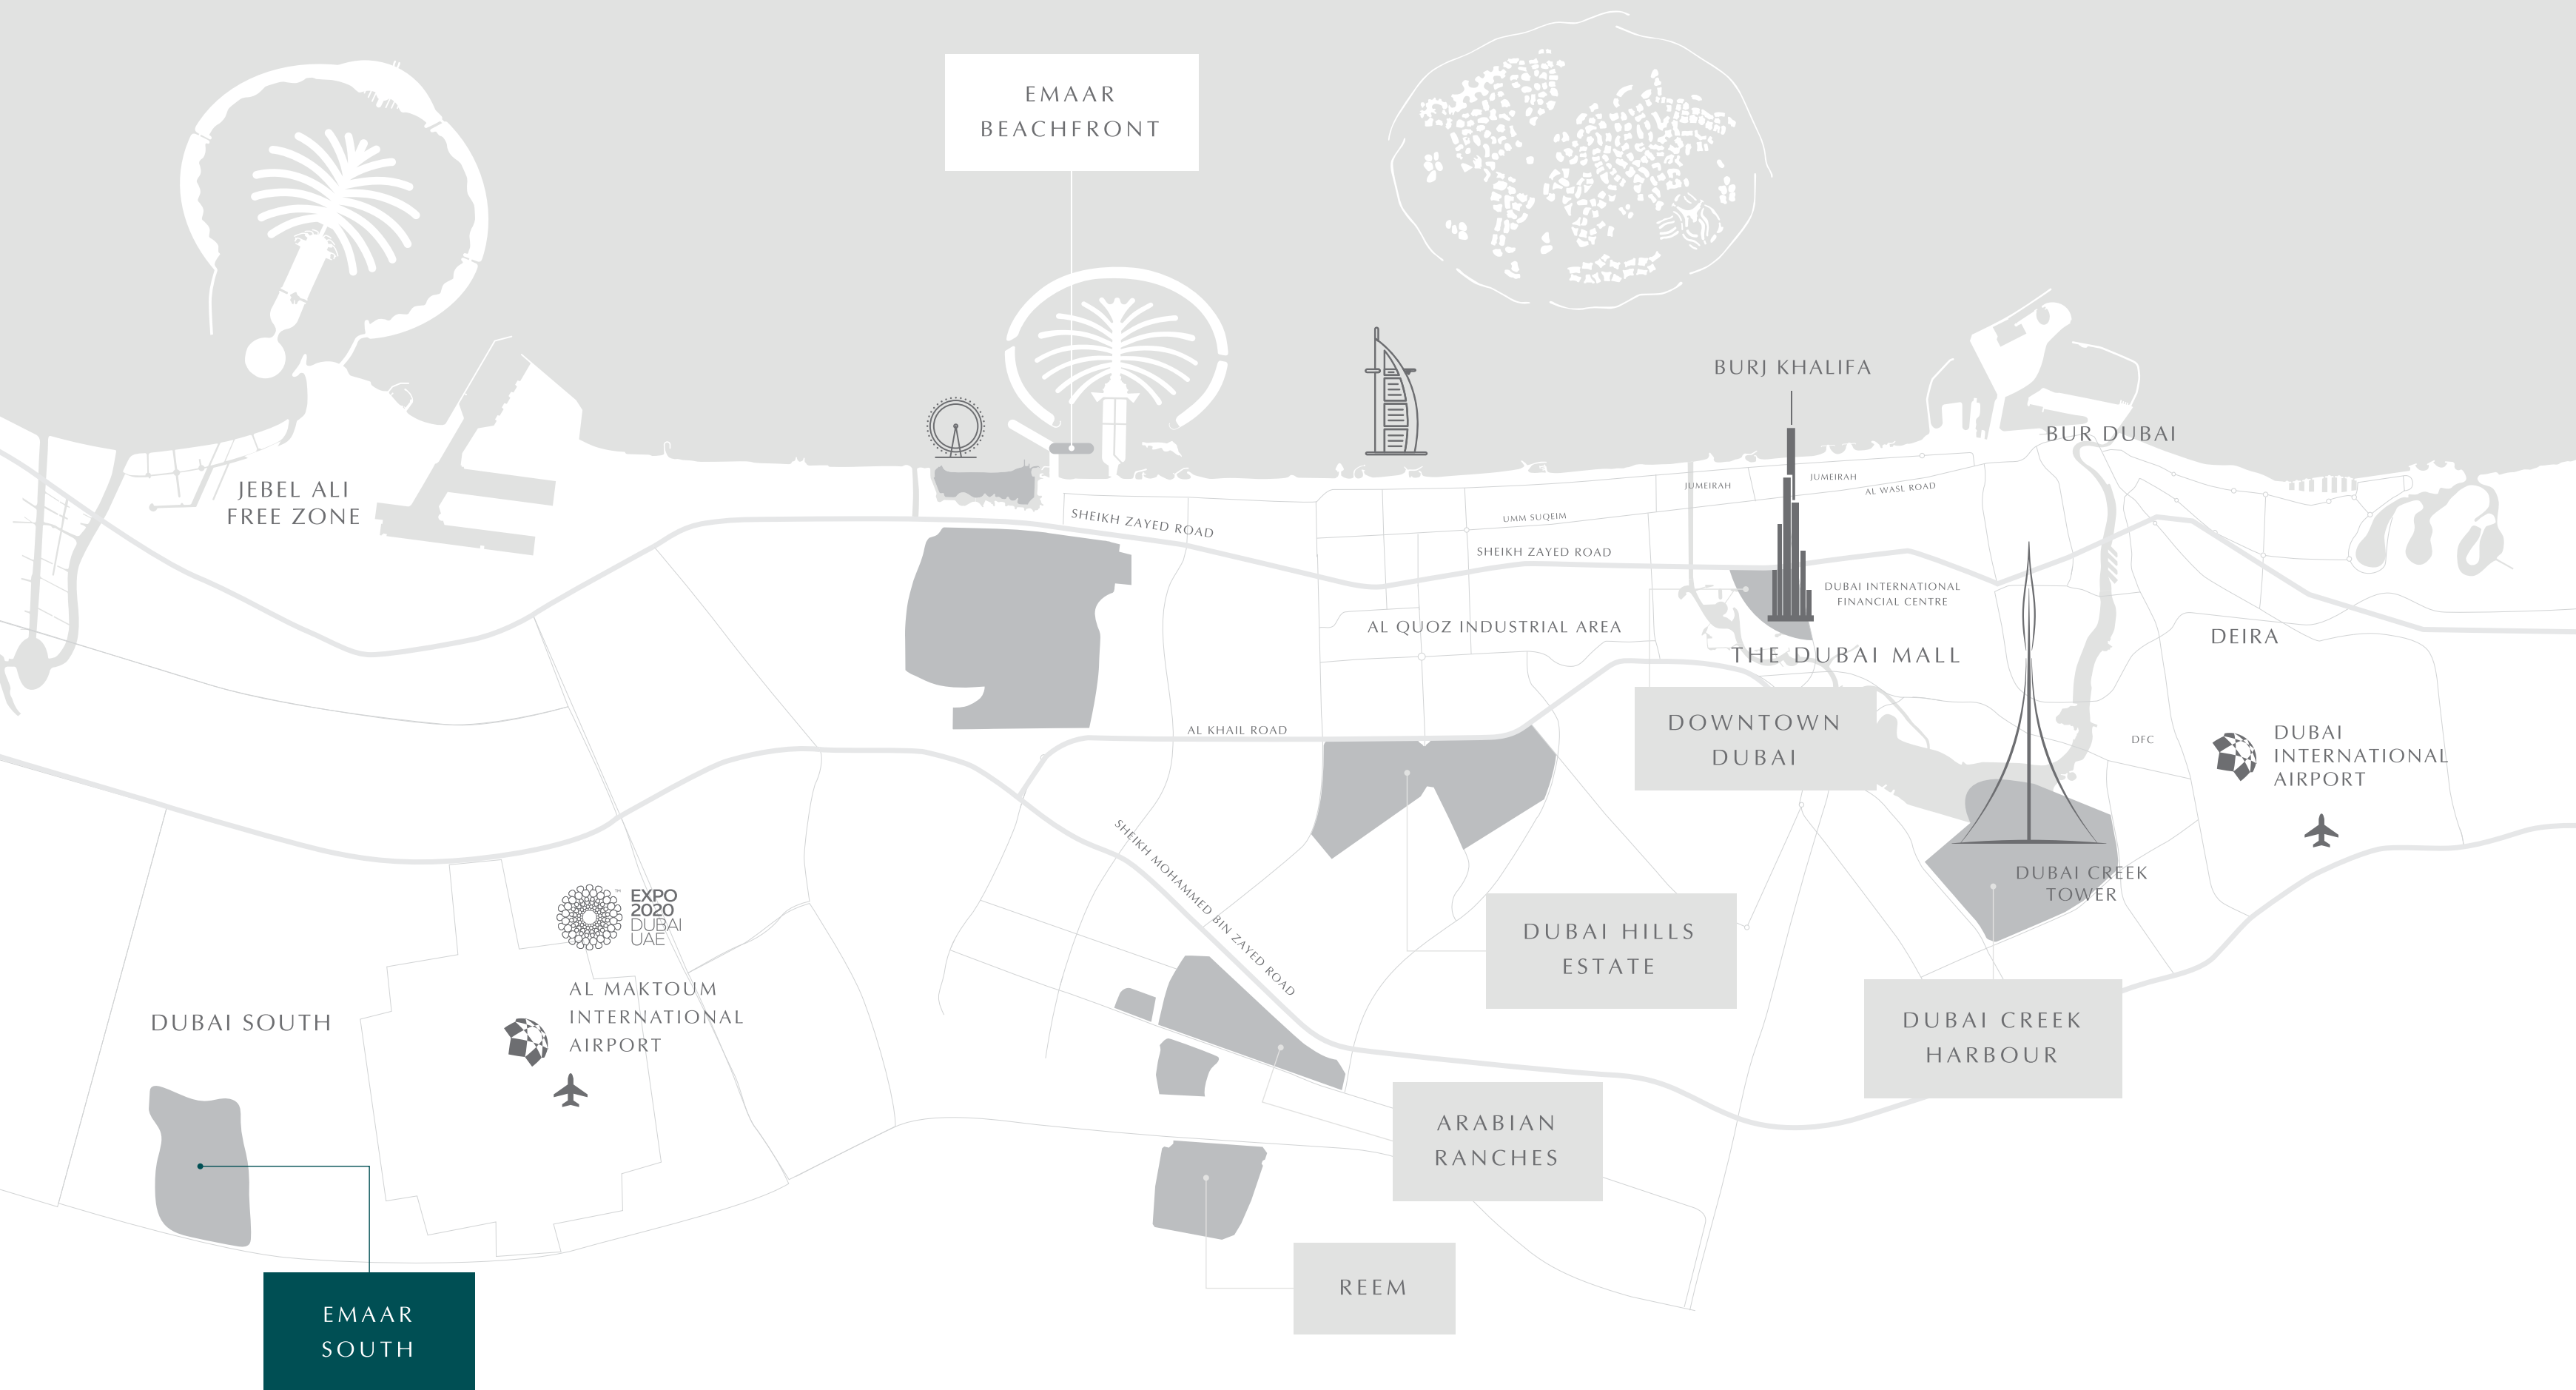 EMAAR
BEACHFRONT
BURJ KHALIFA
BUR DUBAI
JEBEL ALI
FREE ZONE
SHEIKH ZAYED ROAD
UMM SUQEIM
JUMEIRAH
JUMEIRAH
AL WASL ROAD
SHEIKH ZAYED ROAD
DUBAI INTERNATIONAL
FINANCIAL CENTRE
AL QUOZ INDUSTRIAL AREA
THE DUBAI MALL
DEIRA
DOWNTOWN
DUBAI
AL KHAIL ROAD
DFC
DUBAI
INTERNATIONAL
AIRPORT
SHEIKH MOHAMMED BIN ZAYED ROAD
DUBAI CREEK
TOWER
EXPO
2020
DUBAI
UAE
TM
DUBAI HILLS
ESTATE
AL MAKTOUM
INTERNATIONAL
AIRPORT
DUBAI SOUTH
DUBAI CREEK
HARBOUR
ARABIAN
RANCHES
REEM
EMAAR
SOUTH